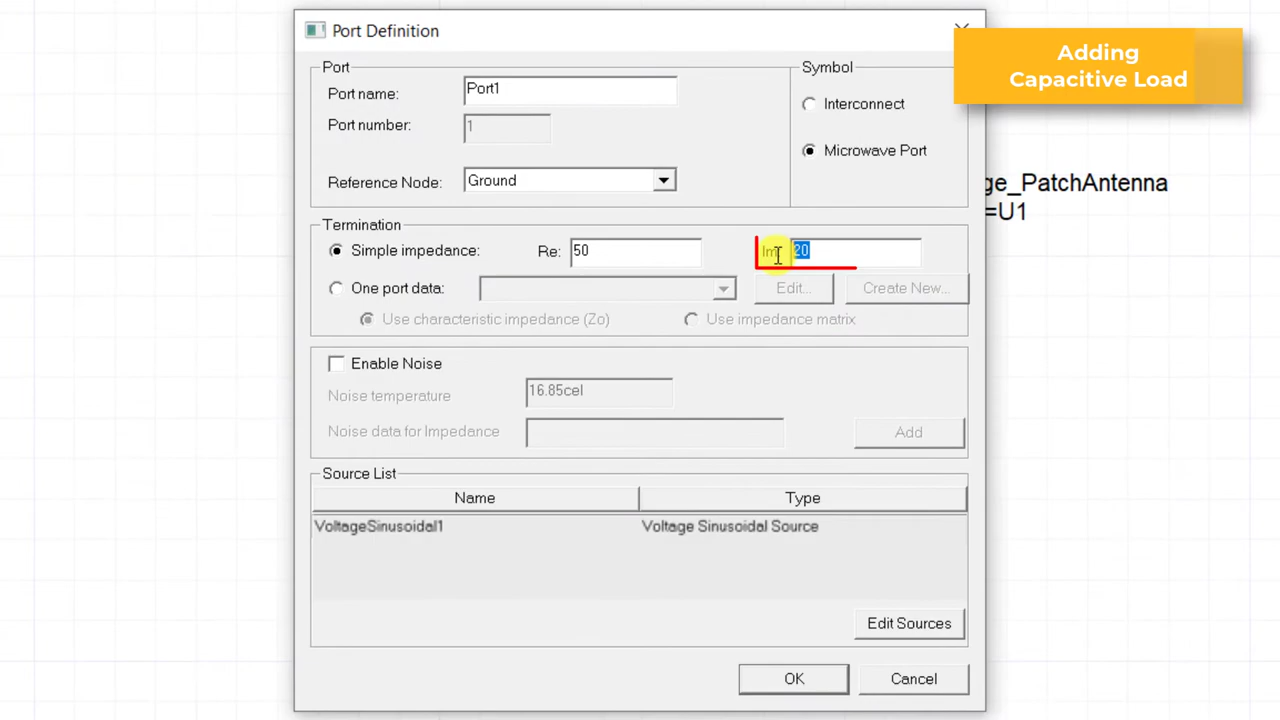 Port Definition
Adding
Capacitive Load
Port
Port name:
Port1
Port number:
1
Reference Node:
Ground
Symbol
Interconnect
Microwave Port
ge_PatchAntenna
=U1
Termination
Simple impedance:
Re:
50
Im:
20
One port data:
Edit...
Create New...
Use characteristic impedance (Zo)
Use impedance matrix
Enable Noise
Noise temperature
16.85cel
Noise data for Impedance
Add
Source List
Name
Type
VoltageSinusoidal1
Voltage Sinusoidal Source
Edit Sources
OK
Cancel